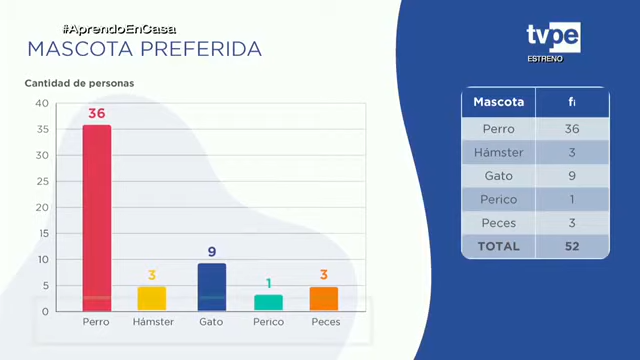 #AprendoEnCasa
MASCOTA PREFERIDA
tvpe
ESTRENO
Cantidad de personas
40
35
30
25
20
15
10
5
0
36
3
9
1
3
Perro Hámster Gato Perico Peces
Mascota fi
Perro 36
Hámster 3
Gato 9
Perico 1
Peces 3
TOTAL 52